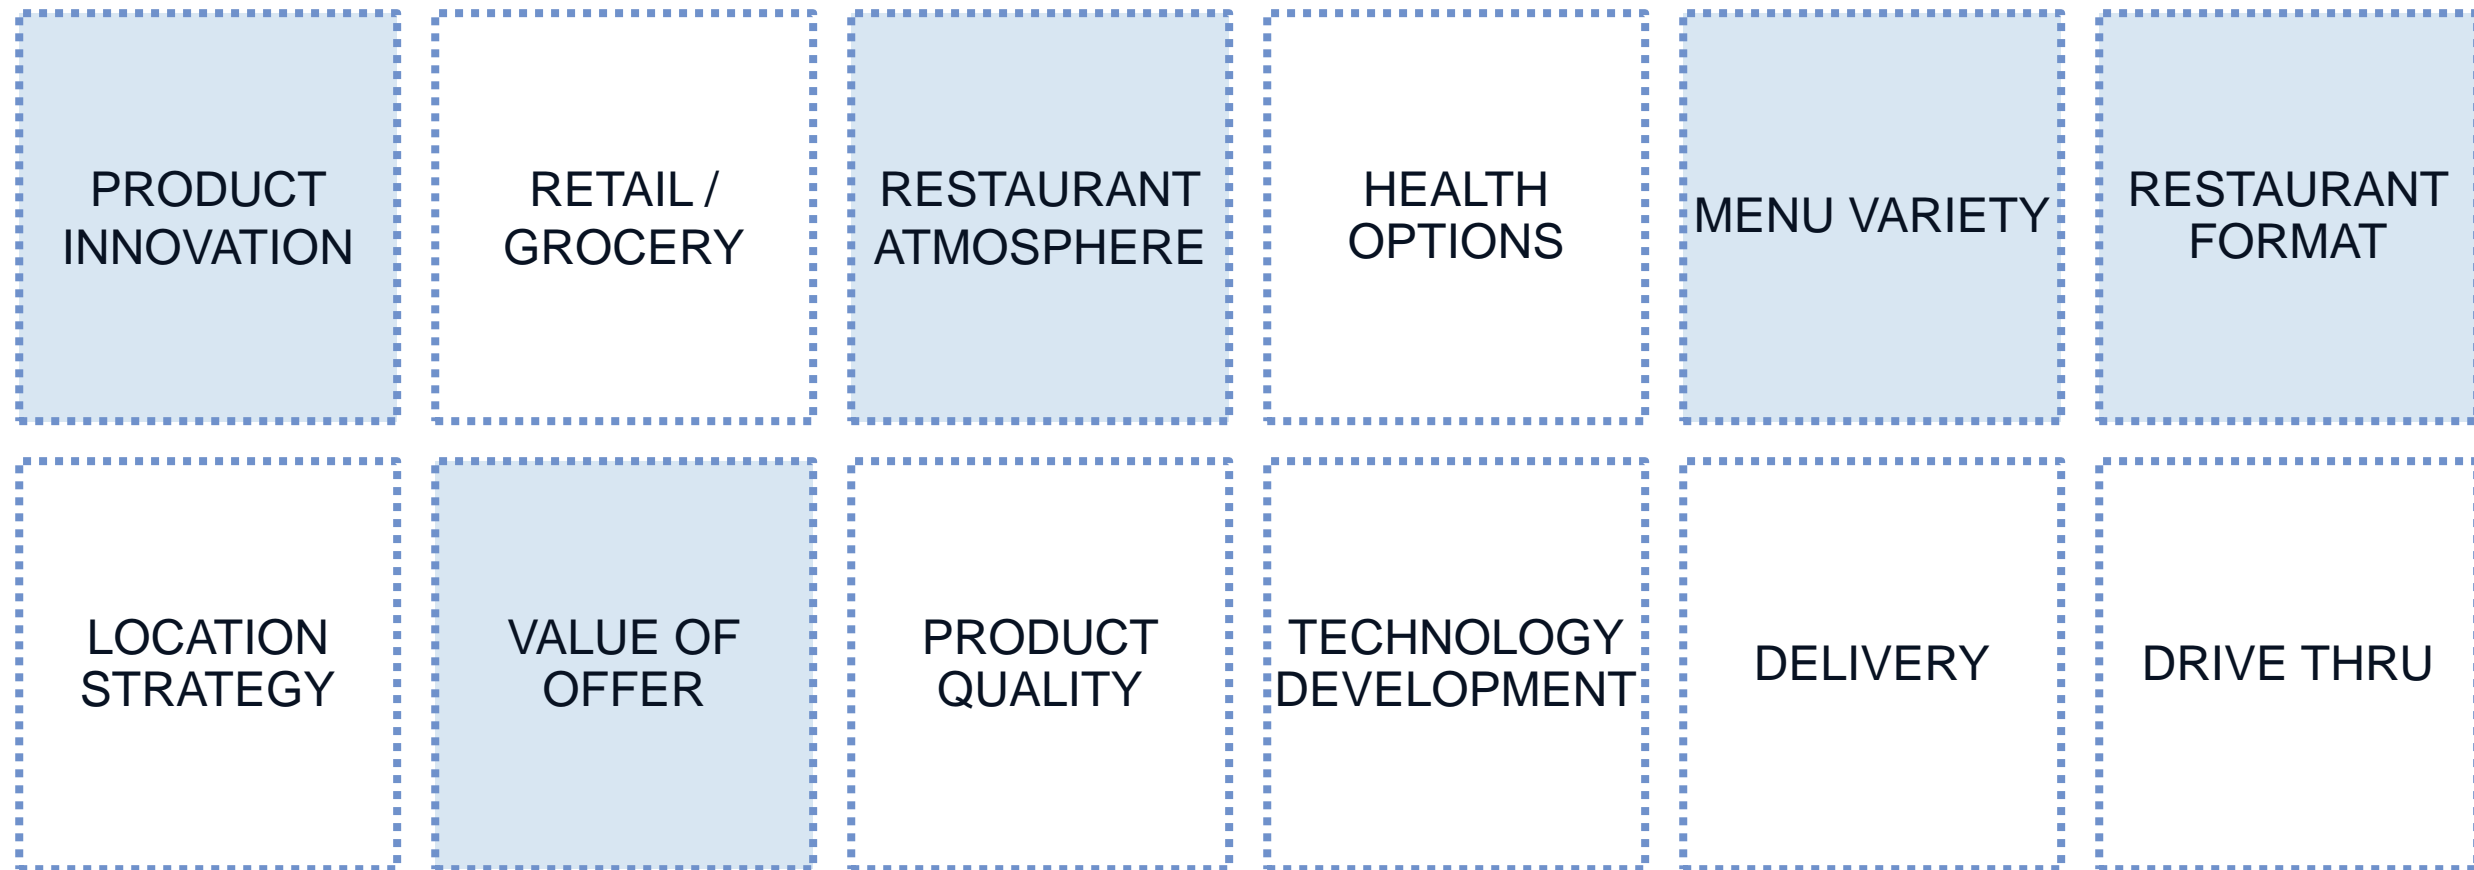 PRODUCT
INNOVATION
RETAIL /
GROCERY
RESTAURANT
ATMOSPHERE
HEALTH
OPTIONS
MENU VARIETY
RESTAURANT
FORMAT
LOCATION
STRATEGY
VALUE OF
OFFER
PRODUCT
QUALITY
TECHNOLOGY
DEVELOPMENT
DELIVERY
DRIVE THRU